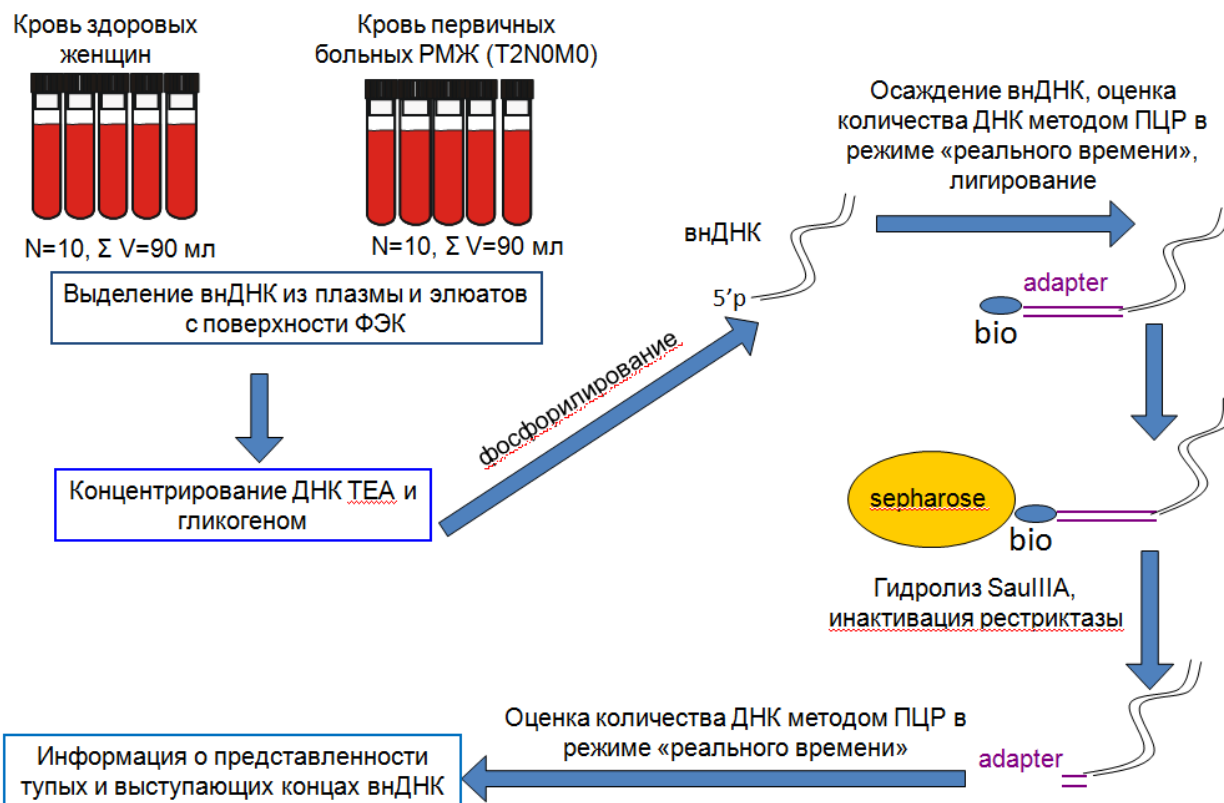 Кровь здоровых
женщин
Кровь первичных
больных РМЖ (T2N0M0)
N=10, Σ V=90 мл
N=10, Σ V=90 мл
Выделение внДНК из плазмы и элюатов
с поверхности ФЭК
Концентрирование ДНК TEA и
гликогеном
фосфорилирование
внДНК
5’p
Осаждение внДНК, оценка
количества ДНК методом ПЦР в
режиме «реального времени»,
лигирование
adapter
bio
sepharose
bio
Гидролиз SauIIIA,
инактивация рестриктазы
adapter
Оценка количества ДНК методом ПЦР в
режиме «реального времени»
Информация о представленности
тупых и выступающих концах внДНК